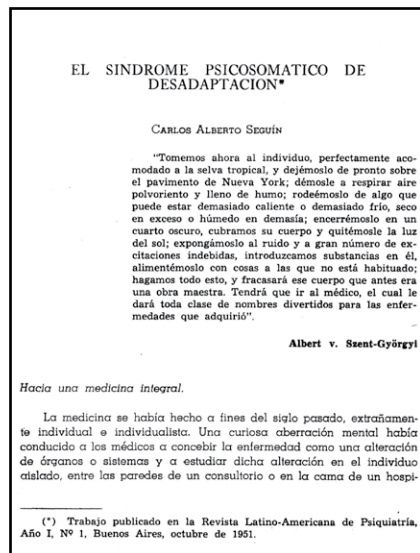 EL SINDROME PSICOSOMATICO DE
DESADAPTACION*
CARLOS ALBERTO SEGUÍN
"Tomemos ahora al individuo, perfectamente aco-
modado a la selva tropical, y dejémoslo de pronto sobre
el pavimento de Nueva York; démosle a respirar aire
polvoriento y lleno de humo; rodeémoslo de algo que
puede estar demasiado caliente o demasiado frío, seco
en exceso o húmedo en demasía; encerrémoslo en un
cuarto oscuro, cubramos su cuerpo y quitémosle la luz
del sol; expongámoslo al ruido y a gran número de ex-
citaciones indebidas, introduzcamos substancias en él,
alimentémoslo con cosas a las que no está habituado;
hagamos todo esto, y fracasará ese cuerpo que antes era
una obra maestra. Tendrá que ir al médico, el cual le
dará toda clase de nombres divertidos para las enfer-
medades que adquirió".
Albert v. Szent-Györgyi
Hacia una medicina integral.
La medicina se había hecho a fines del siglo pasado, extrañamen-
te individual e individualista. Una curiosa aberración mental había
conducido a los médicos a concebir la enfermedad como una alteración
de órganos o sistemas y a estudiar dicha alteración en el individuo
aislado, entre las paredes de un consultorio o en la cama de un hospi-
(*) Trabajo publicado en la Revista Latino-Americana de Psiquiatría,
Año I, Nº 1, Buenos Aires, octubre de 1951.